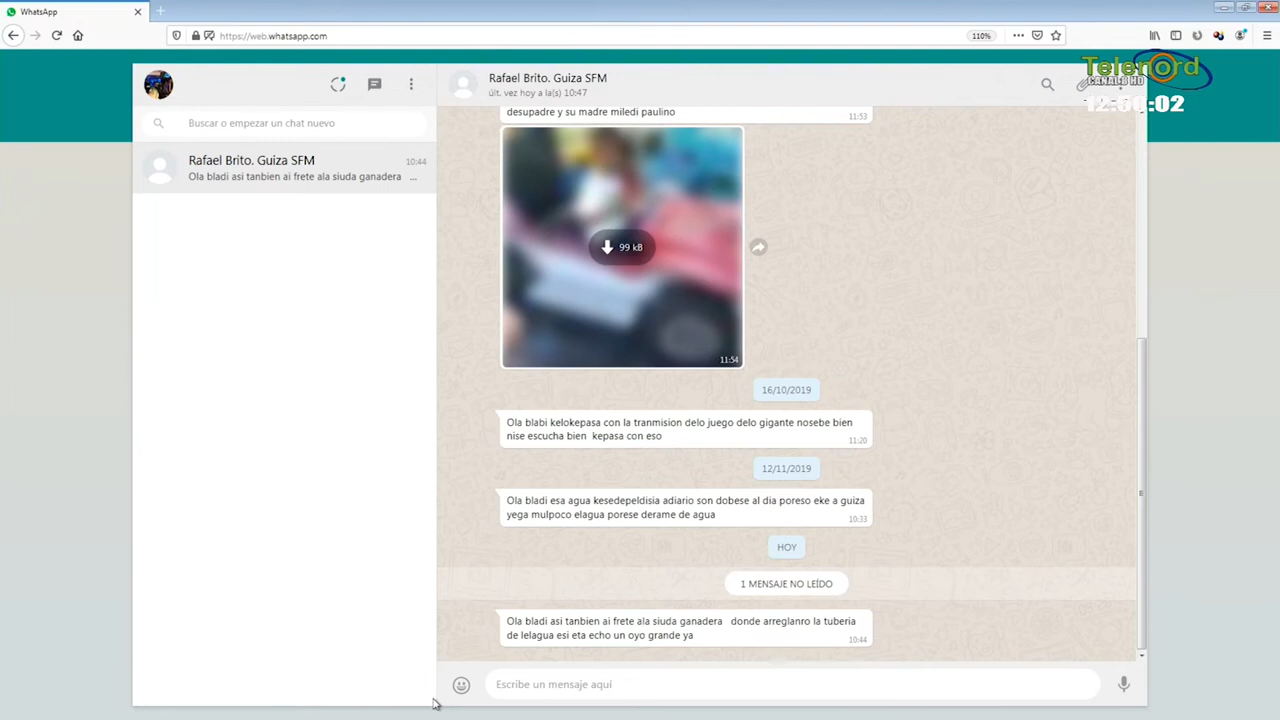 WhatsApp
https://web.whatsapp.com
110%
Telenord
CANAL 8 HD
12:50:02
Rafael Brito. Guiza SFM
últ. vez hoy a la(s) 10:47
Buscar o empezar un chat nuevo
Rafael Brito. Guiza SFM
10:44
Ola bladi asi tanbien ai frete ala siuda ganadera ...
desupadre y su madre miledi paulino
11:53
99 kB
11:54
16/10/2019
Ola blabi kelokepasa con la tranmision delo juego delo gigante nosebe bien
nise escucha bien kepasa con eso
11:20
12/11/2019
Ola bladi esa agua kesedepeldisia adiario son dobese al dia poreso eke a guiza
yega mulpoco elagua porese derame de agua
10:33
HOY
1 MENSAJE NO LEÍDO
Ola bladi asi tanbien ai frete ala siuda ganadera donde arreglanro la tuberia
de lelagua esi eta echo un oyo grande ya
10:44
Escribe un mensaje aquí